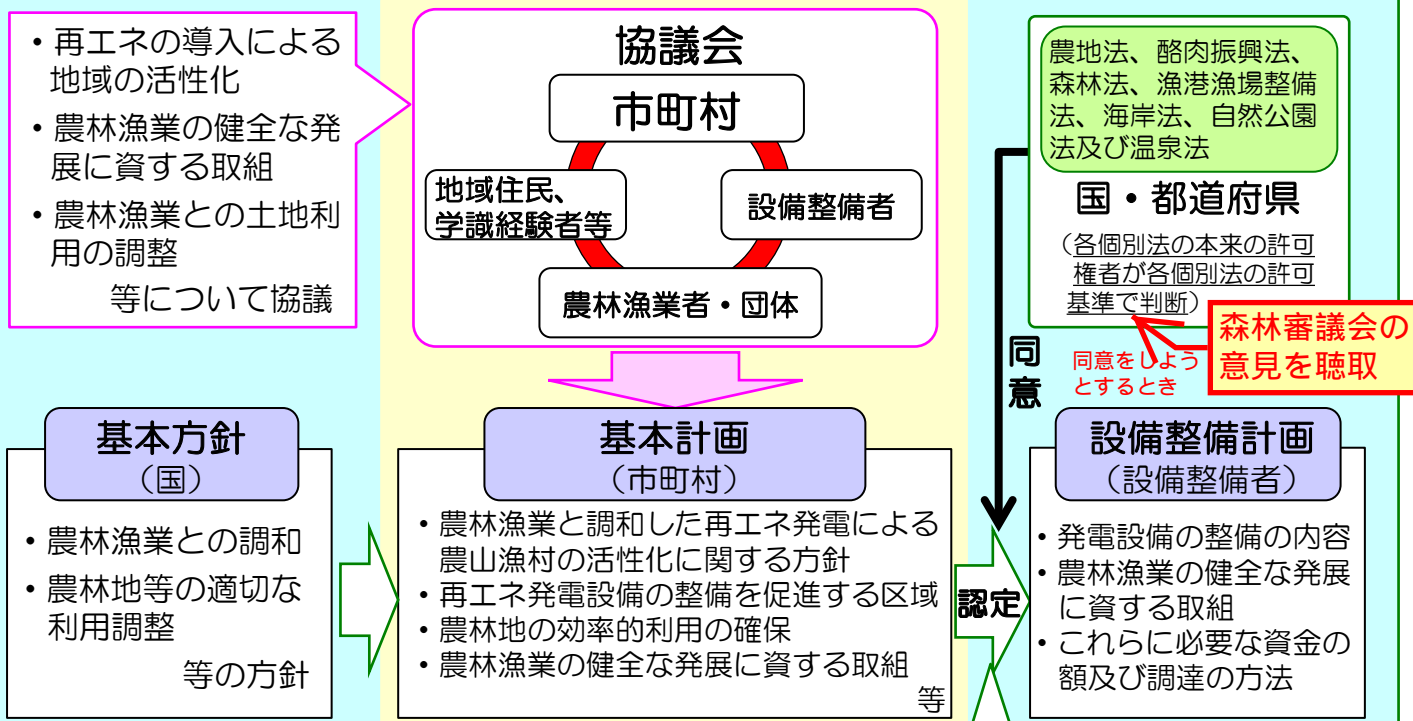 ・再エネの導入による
地域の活性化
・農林漁業の健全な発
展に資する取組
・農林漁業との土地利
用の調整
等について協議
協議会
市町村
地域住民、
学識経験者等
設備整備者
農林漁業者・団体
農地法、酪肉振興法、
森林法、漁港漁場整備
法、海岸法、自然公園
法及び温泉法
国・都道府県
（各個別法の本来の許可
権者が各個別法の許可
基準で判断）
森林審議会の
意見を聴取
同意をしよう
とするとき
同意
基本方針
（国）
・農林漁業との調和
・農林地等の適切な
利用調整
等の方針
基本計画
（市町村）
・農林漁業と調和した再エネ発電による
農山漁村の活性化に関する方針
・再エネ発電設備の整備を促進する区域
・農林地の効率的利用の確保
・農林漁業の健全な発展に資する取組
等
認定
設備整備計画
（設備整備者）
・発電設備の整備の内容
・農林漁業の健全な発展
に資する取組
・これらに必要な資金の
額及び調達の方法